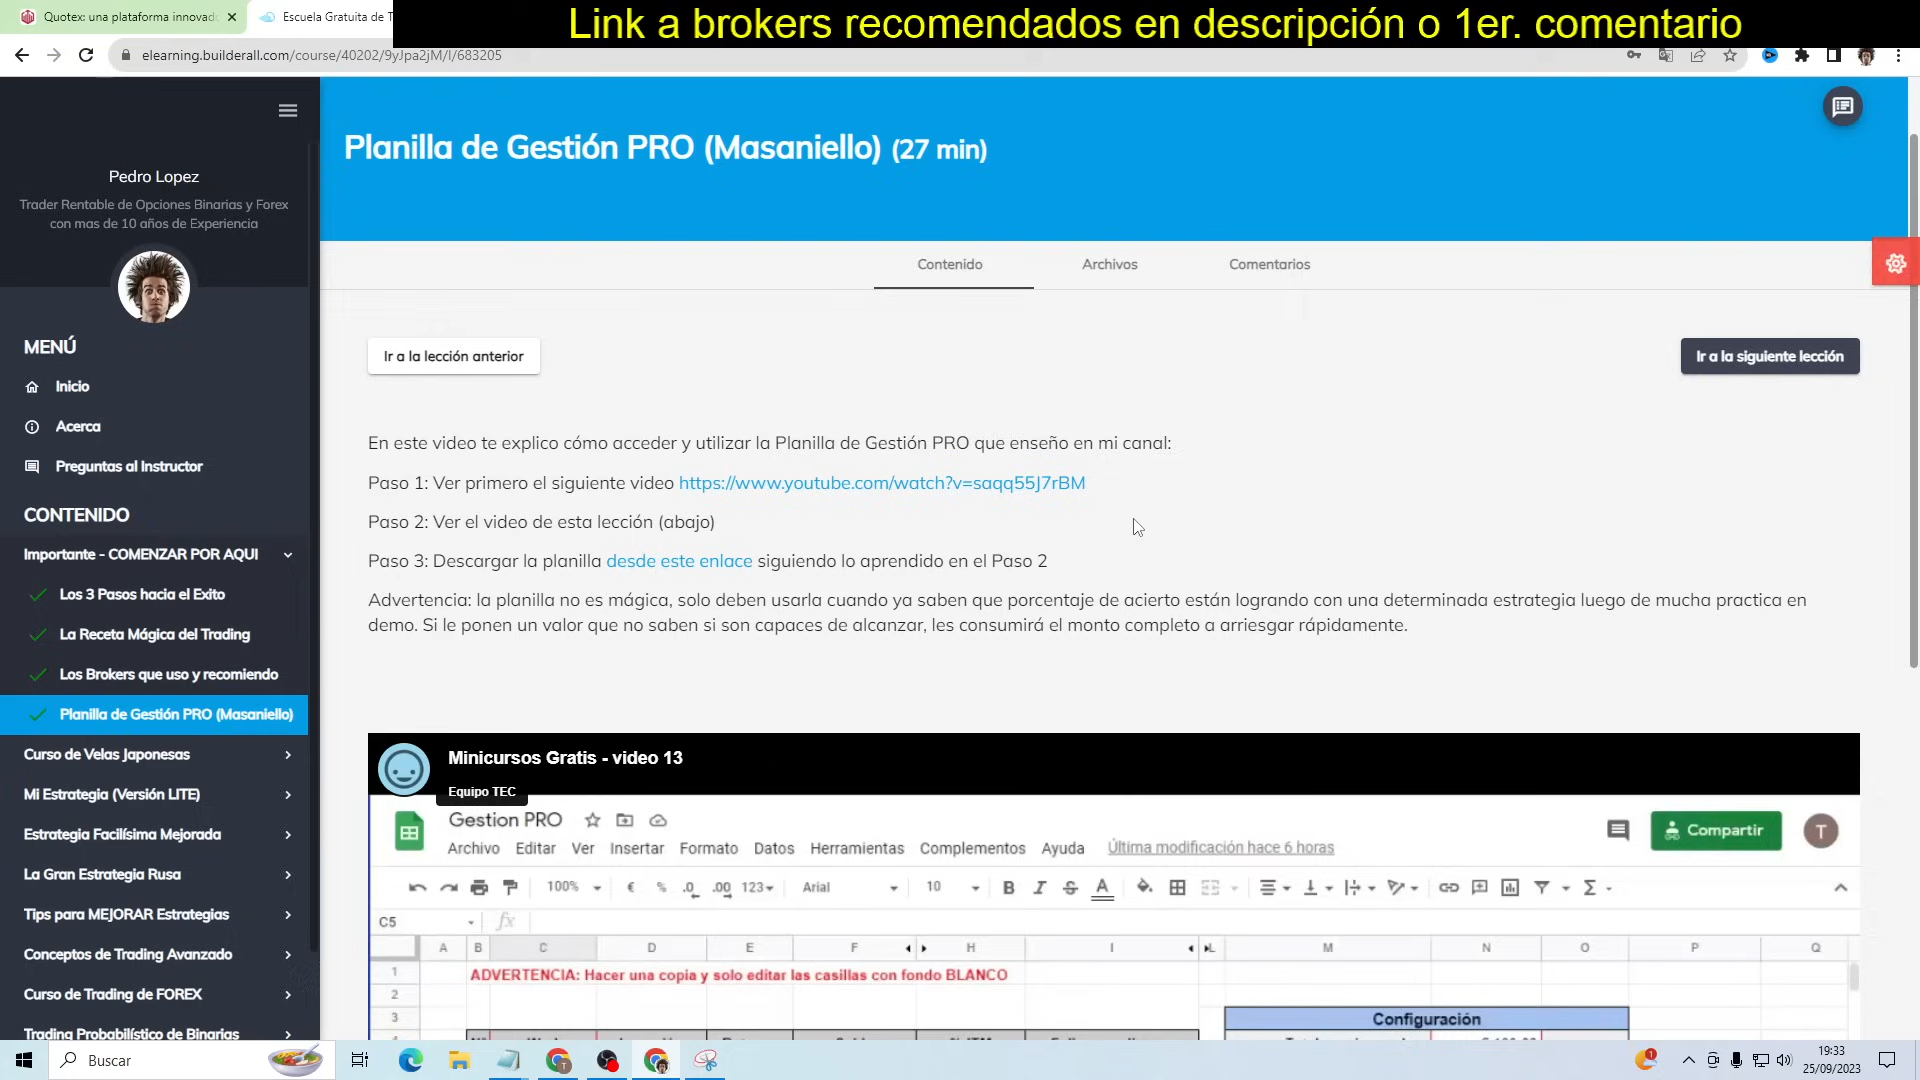 Quotex: una plataforma innovad
Escuela Gratuita de T
Link a brokers recomendados en descripción o 1er. comentario
elearning.builderall.com/course/40202/9yJpa2jM/l/683205
Planilla de Gestión PRO (Masaniello) (27 min)
Pedro Lopez
Trader Rentable de Opciones Binarias y Forex
con mas de 10 años de Experiencia
MENÚ
Inicio
Acerca
Preguntas al Instructor
CONTENIDO
Importante - COMENZAR POR AQUI
Los 3 Pasos hacia el Exito
La Receta Mágica del Trading
Los Brokers que uso y recomiendo
Planilla de Gestión PRO (Masaniello)
Curso de Velas Japonesas
Mi Estrategia (Versión LITE)
Estrategia Facilísima Mejorada
La Gran Estrategia Rusa
Tips para MEJORAR Estrategias
Conceptos de Trading Avanzado
Curso de Trading de FOREX
Trading Probabilístico de Binarias
Contenido
Archivos
Comentarios
Ir a la lección anterior
Ir a la siguiente lección
En este video te explico cómo acceder y utilizar la Planilla de Gestión PRO que enseño en mi canal:
Paso 1: Ver primero el siguiente video https://www.youtube.com/watch?v=saqq55J7rBM
Paso 2: Ver el video de esta lección (abajo)
Paso 3: Descargar la planilla desde este enlace siguiendo lo aprendido en el Paso 2
Advertencia: la planilla no es mágica, solo deben usarla cuando ya saben que porcentaje de acierto están logrando con una determinada estrategia luego de mucha practica en
demo. Si le ponen un valor que no saben si son capaces de alcanzar, les consumirá el monto completo a arriesgar rápidamente.
Minicursos Gratis - video 13
Equipo TEC
Gestion PRO
Archivo Editar Ver Insertar Formato Datos Herramientas Complementos Ayuda Última modificación hace 6 horas
Compartir
T
100% € % .0 .00 123 Arial 10 B I S A
C5 fx
A B C D E F H I L M N O P Q
1 ADVERTENCIA: Hacer una copia y solo editar las casillas con fondo BLANCO
2
3 Configuración
Buscar
19:33
25/09/2023